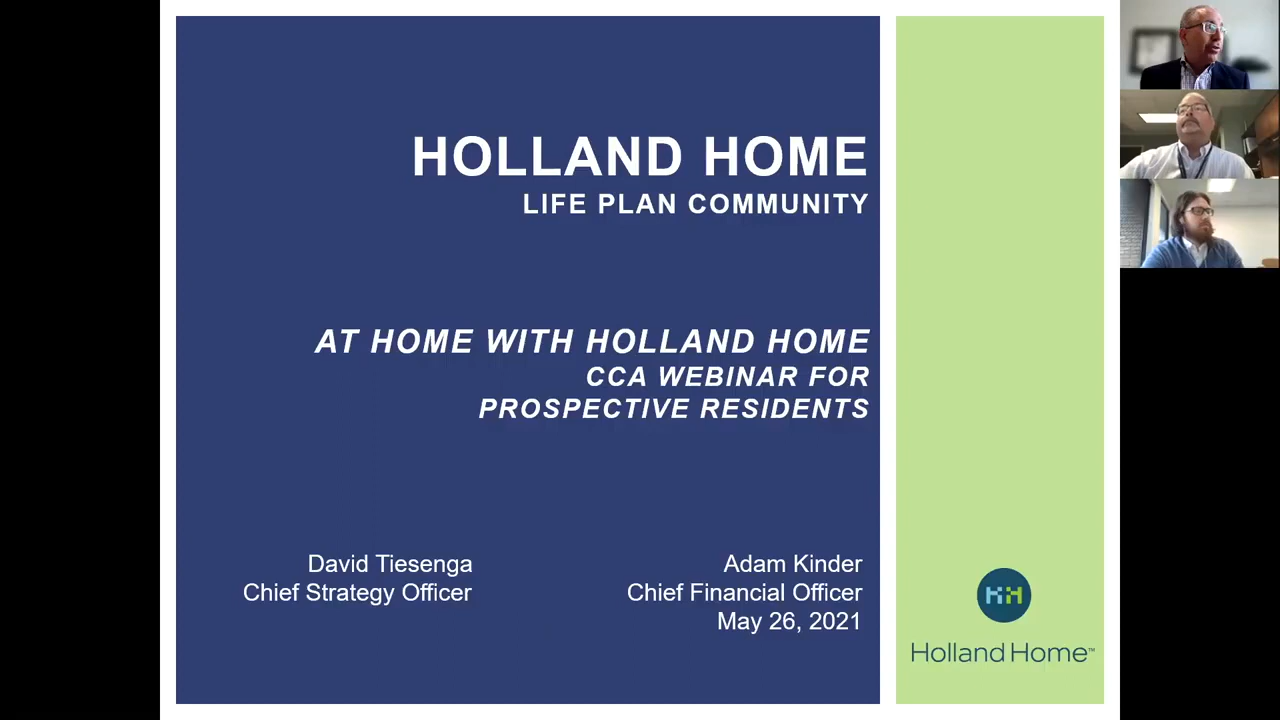 HOLLAND HOME
LIFE PLAN COMMUNITY
AT HOME WITH HOLLAND HOME
CCA WEBINAR FOR
PROSPECTIVE RESIDENTS
David Tiesenga
Chief Strategy Officer
Adam Kinder
Chief Financial Officer
May 26, 2021
HH
Holland Home™